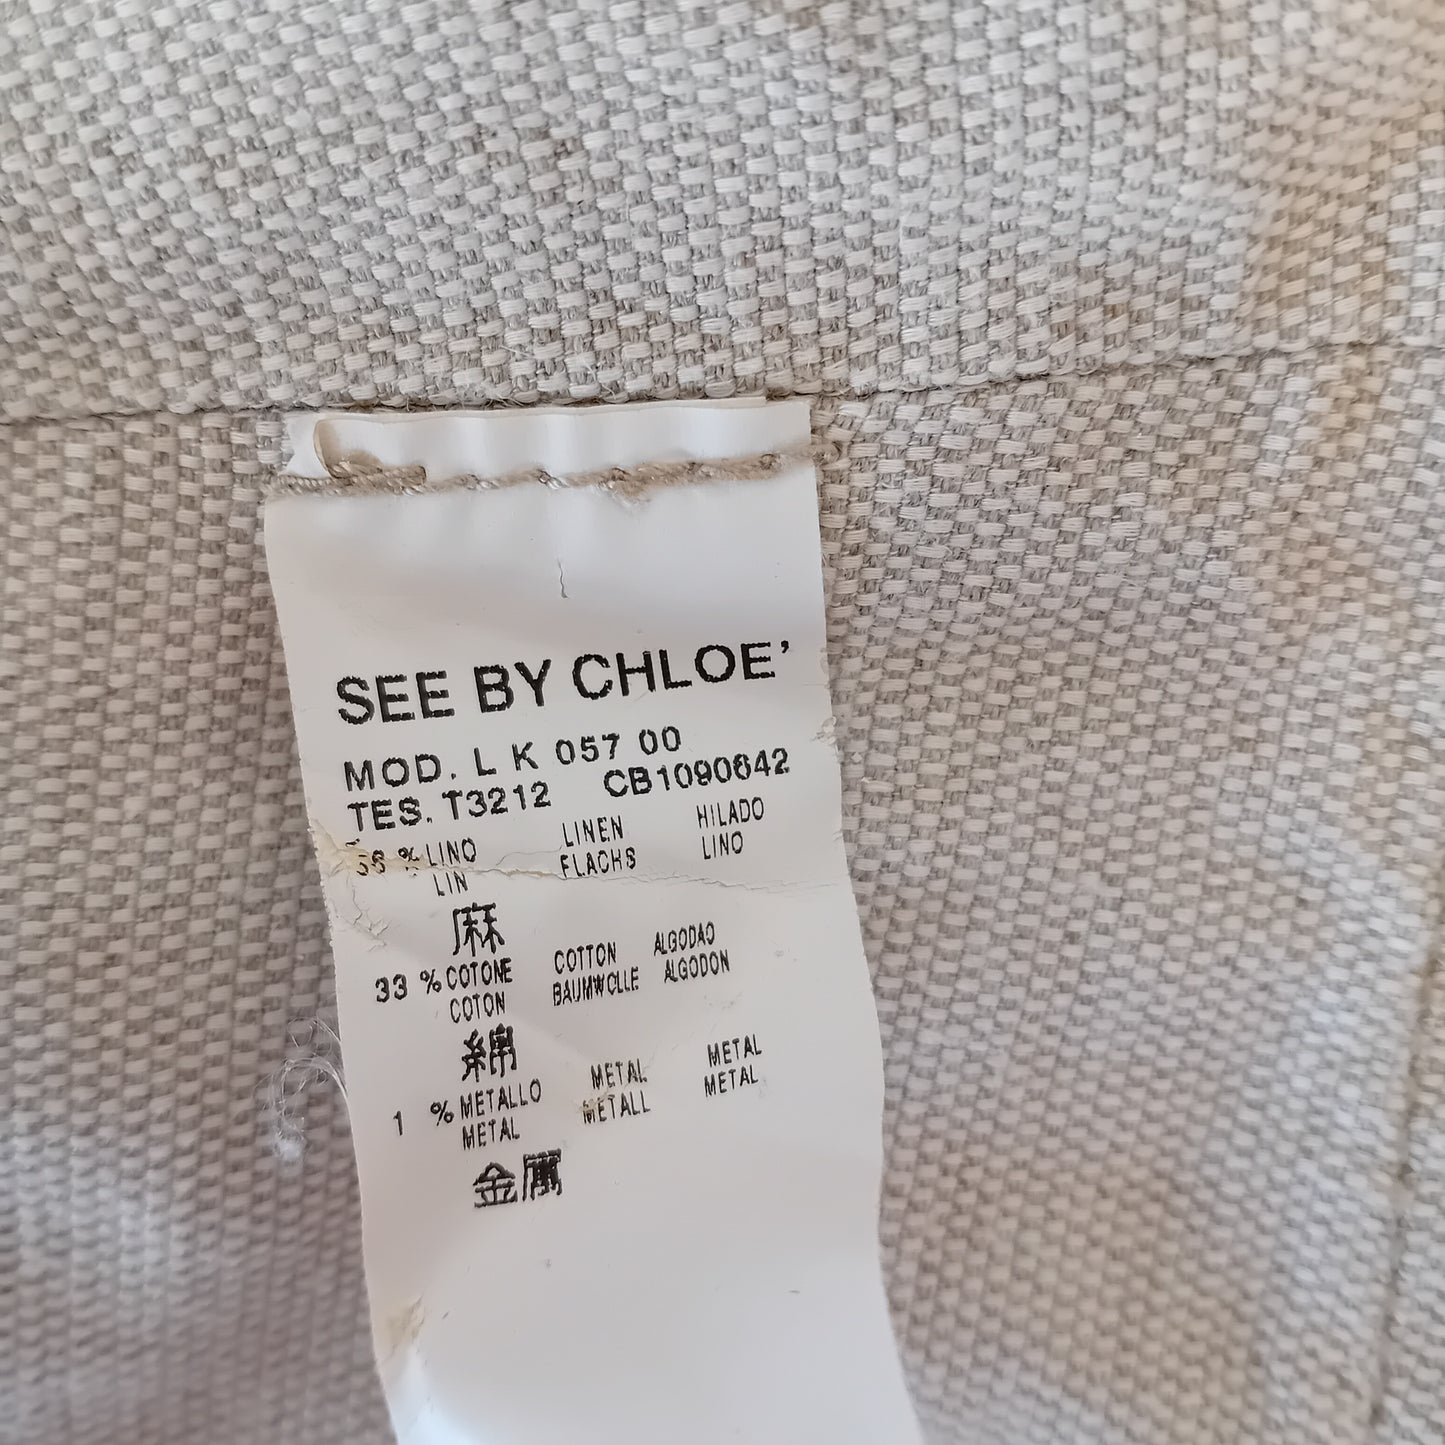 SEE BY CHLOE'
MOD. L K 057 00
TES. T3212 CB1090642
% LINO LINEN HILADO
LIN FLACHS LINO
麻
33 % COTONE COTTON ALGODAO
COTON BAUMWOLLE ALGODON
綿
1 % METALLO METAL METAL
METAL METALL METAL
金属